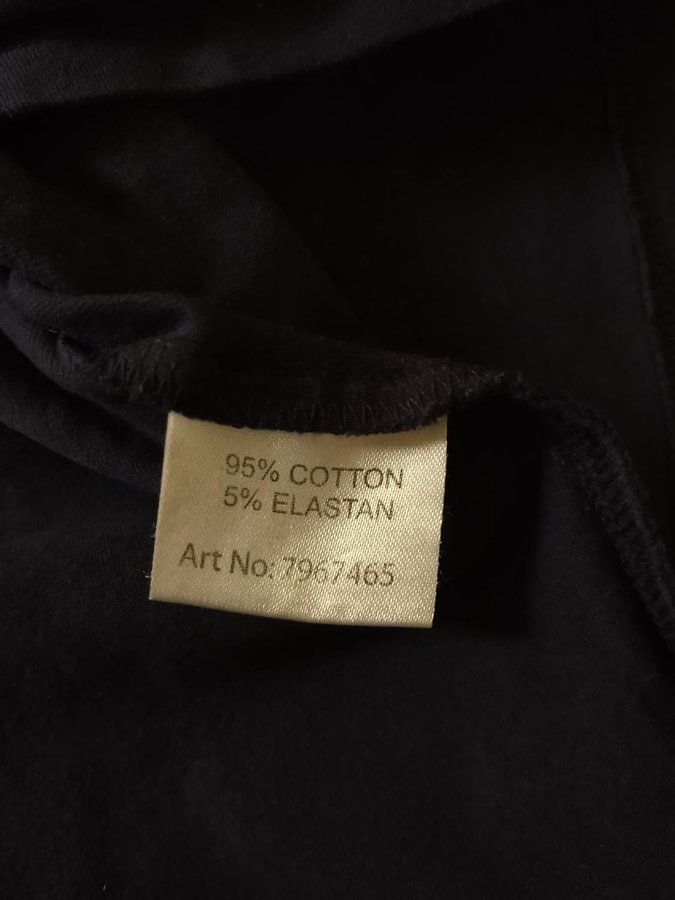 95% COTTON
5% ELASTAN
Art No: 7967465